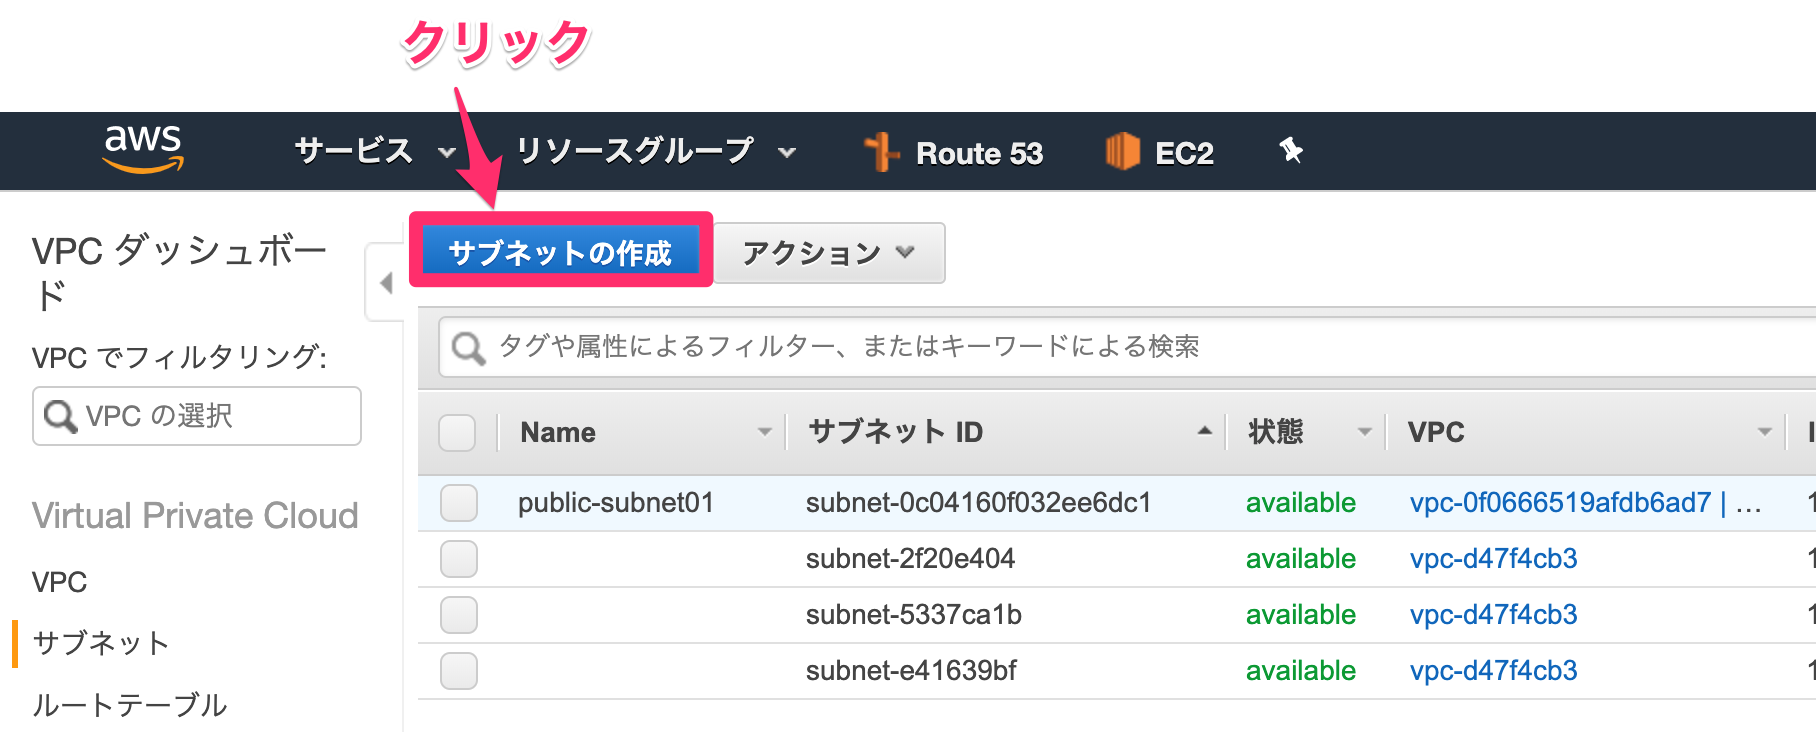 クリック
aws サービス リソースグループ Route 53 EC2
VPC ダッシュボー
ド
VPC でフィルタリング:
VPC の選択
Virtual Private Cloud
VPC
サブネット
ルートテーブル
サブネットの作成 アクション
タグや属性によるフィルター、またはキーワードによる検索
Name サブネット ID 状態 VPC
public-subnet01 subnet-0c04160f032ee6dc1 available vpc-0f0666519afdb6ad7 | ...
subnet-2f20e404 available vpc-d47f4cb3
subnet-5337ca1b available vpc-d47f4cb3
subnet-e41639bf available vpc-d47f4cb3